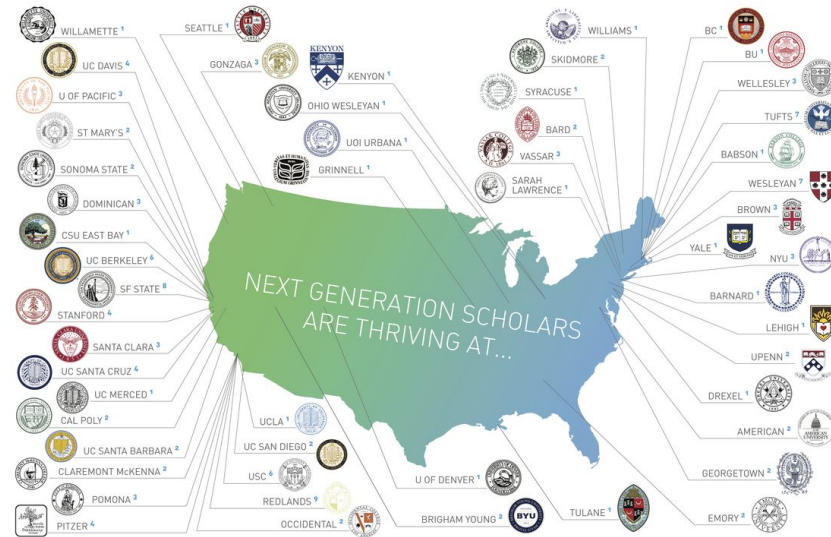 WILLAMETTE 1
UC DAVIS 4
U OF PACIFIC 3
ST MARY'S 2
SONOMA STATE 2
DOMINICAN 3
CSU EAST BAY 1
UC BERKELEY 6
SF STATE 8
STANFORD 4
SANTA CLARA 3
UC SANTA CRUZ 4
UC MERCED 1
CAL POLY 2
UC SANTA BARBARA 2
CLAREMONT McKENNA 2
POMONA 3
PITZER 4
SEATTLE 1
GONZAGA 3
KENYON
KENYON 1
OHIO WESLEYAN 1
UOI URBANA 1
GRINNELL 1
NEXT GENERATION SCHOLARS
ARE THRIVING AT...
UCLA 1
UC SAN DIEGO 2
USC 6
REDLANDS 9
OCCIDENTAL 2
U OF DENVER 1
BRIGHAM YOUNG 2
BYU
TULANE 1
EMORY 2
WILLIAMS 1
SKIDMORE 2
SYRACUSE 1
BARD 2
VASSAR 3
SARAH
LAWRENCE 1
BC 1
BU 1
WELLESLEY 3
TUFTS 7
BABSON 1
WESLEYAN 7
BROWN 3
YALE 1
NYU 3
BARNARD 1
LEHIGH 1
UPENN 2
DREXEL 1
AMERICAN 2
GEORGETOWN 2